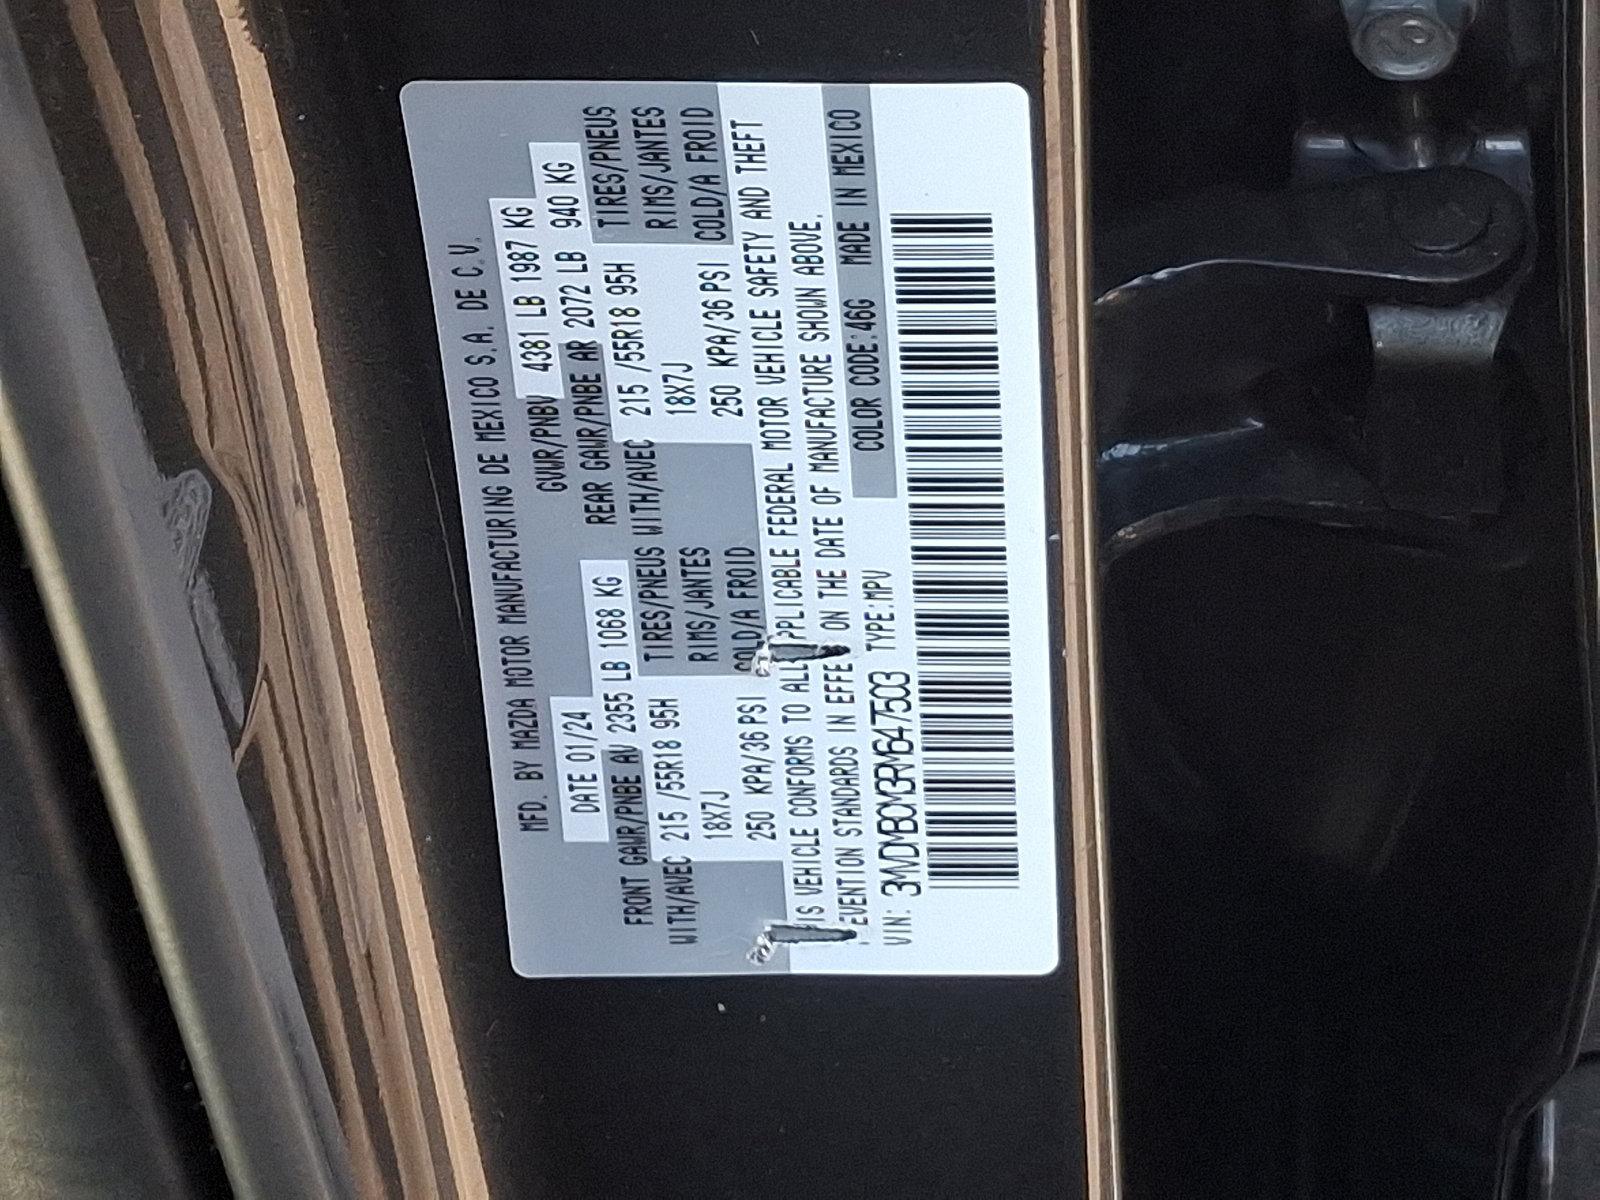 MFD. BY MAZDA MOTOR MANUFACTURING DE MEXICO S.A. DE C.V.
DATE 01/24 GVWR/PNBV 4381 LB 1987 KG
FRONT GAWR/PNBE AV 2355 LB 1068 KG REAR GAWR/PNBE AR 2072 LB 940 KG
WITH/AVEC 215 /55R18 95H TIRES/PNEUS WITH/AVEC 215 /55R18 95H TIRES/PNEUS
18X7J RIMS/JANTES 18X7J RIMS/JANTES
250 KPA/36 PSI COLD/A FROID 250 KPA/36 PSI COLD/A FROID
IS VEHICLE CONFORMS TO ALL APPLICABLE FEDERAL MOTOR VEHICLE SAFETY AND THEFT
EVENTION STANDARDS IN EFFE ON THE DATE OF MANUFACTURE SHOWN ABOVE.
VIN: 3MVDMBCM3RM647503 TYPE:MPV COLOR CODE:46G MADE IN MEXICO